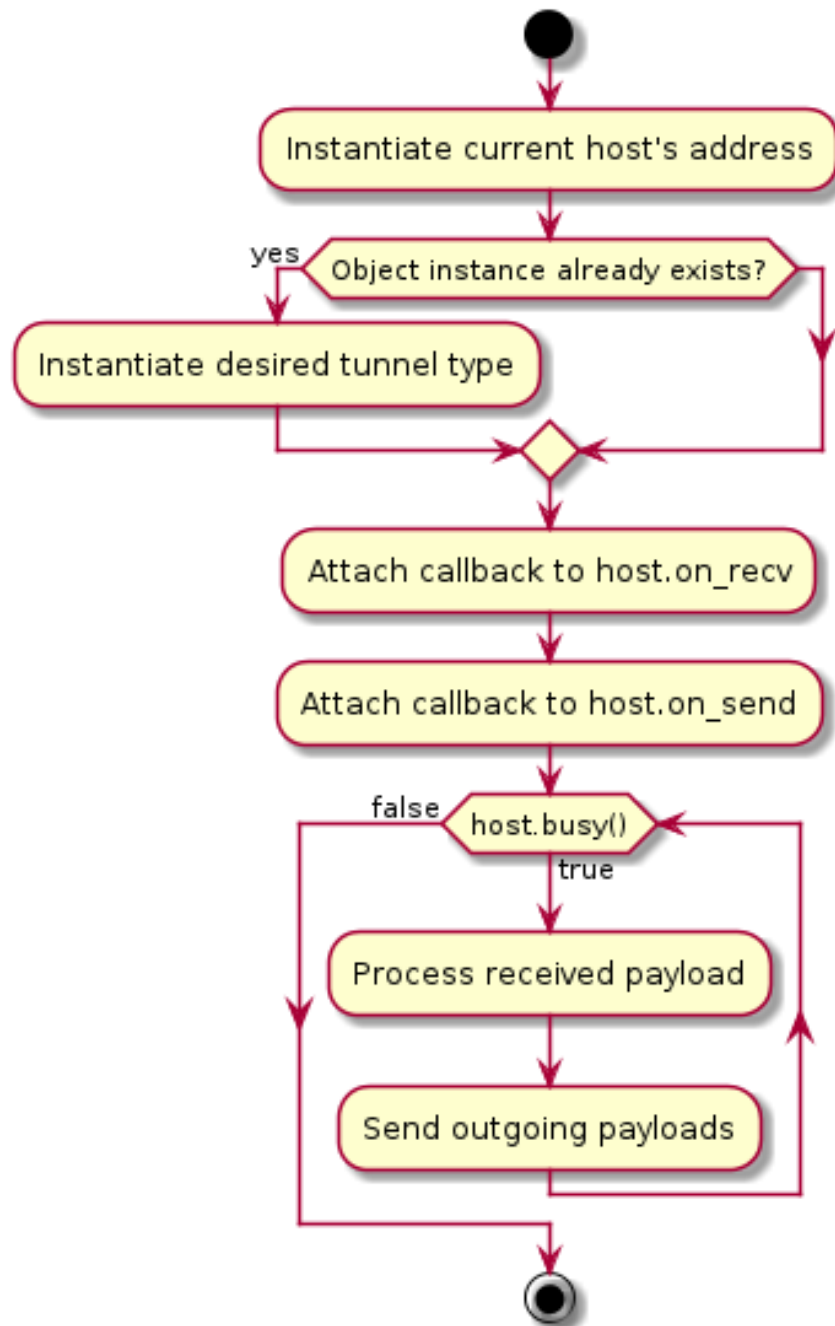 Instantiate current host's address
yes
Object instance already exists?
Instantiate desired tunnel type
Attach callback to host.on_recv
Attach callback to host.on_send
false
host.busy()
true
Process received payload
Send outgoing payloads